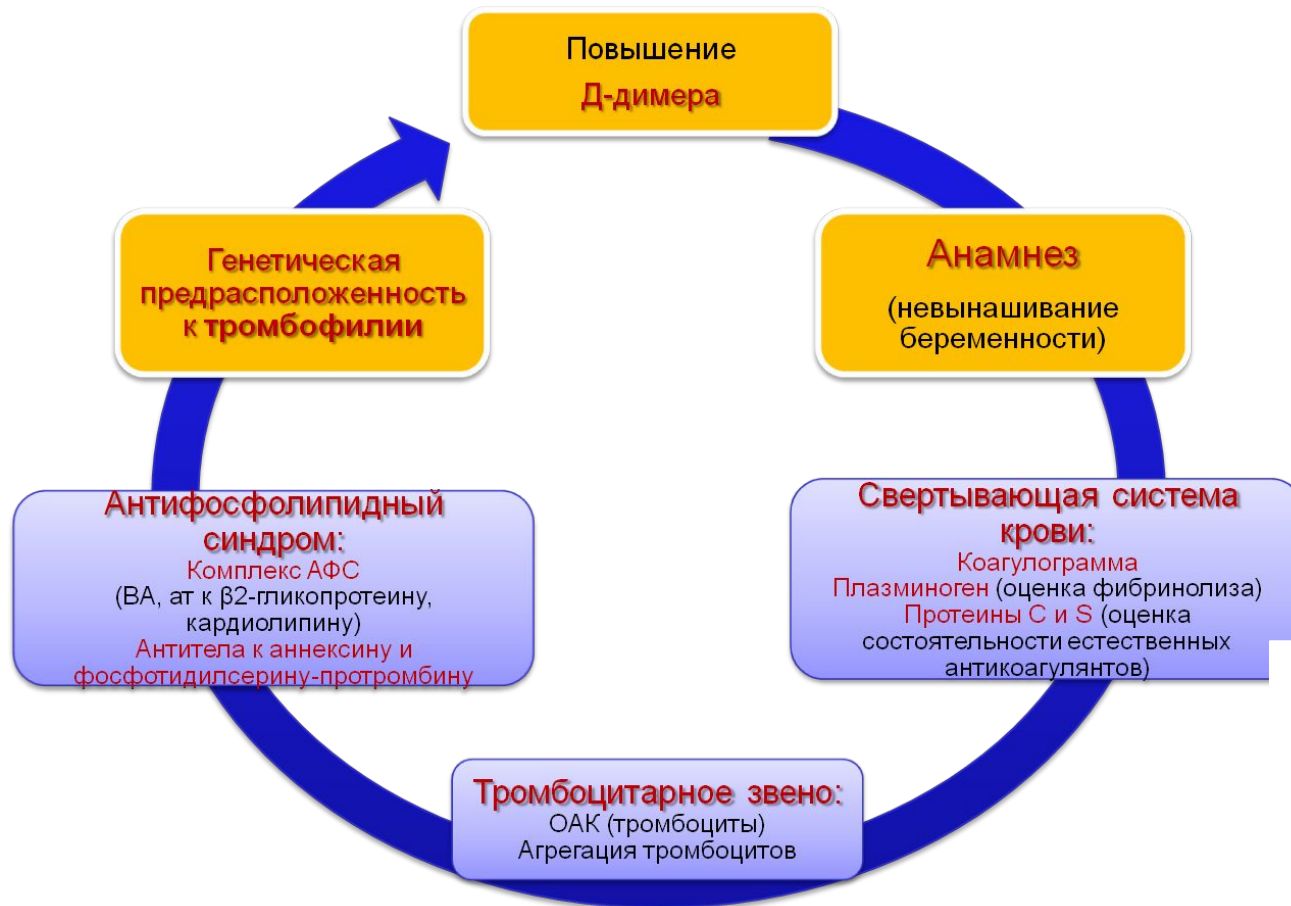 Повышение
Д-димера
Анамнез
(невынашивание
беременности)
Свертывающая система
крови:
Коагулограмма
Плазминоген (оценка фибринолиза)
Протеины С и S (оценка
состоятельности естественных
антикоагулянтов)
Тромбоцитарное звено:
ОАК (тромбоциты)
Агрегация тромбоцитов
Антифосфолипидный
синдром:
Комплекс АФС
(ВА, ат к β2-гликопротеину,
кардиолипину)
Антитела к аннексину и
фосфотидилсерину-протромбину
Генетическая
предрасположенность
к тромбофилии